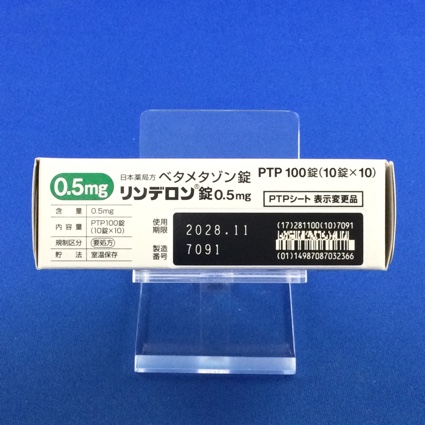 0.5mg
日本薬局方 ベタメタゾン錠
リンデロン®錠0.5mg
PTP 100錠(10錠×10)
PTPシート 表示変更品
含 量 0.5mg
内 容 量 PTP100錠
(10錠×10)
規制区分 要処方
貯 法 室温保存
使用
期限 2028.11
製造
番号 7091
(17)281100(10)7091
(01)14987087032366